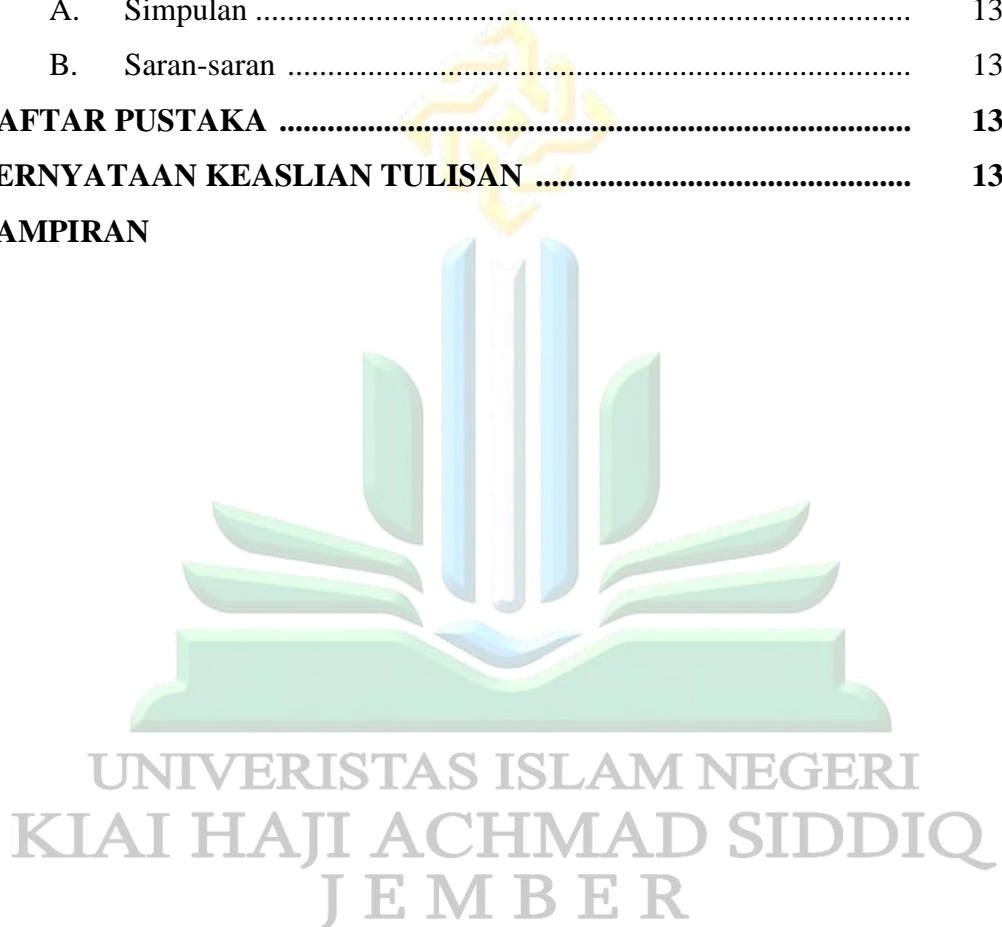 A. Simpulan ................................................................................. 13
B. Saran-saran ............................................................................. 13
AFTAR PUSTAKA .............................................................................. 13
ERNYATAAN KEASLIAN TULISAN .............................................. 13
AMPIRAN
UNIVERISTAS ISLAM NEGERI
KIAI HAJI ACHMAD SIDDIQ
JEMBER